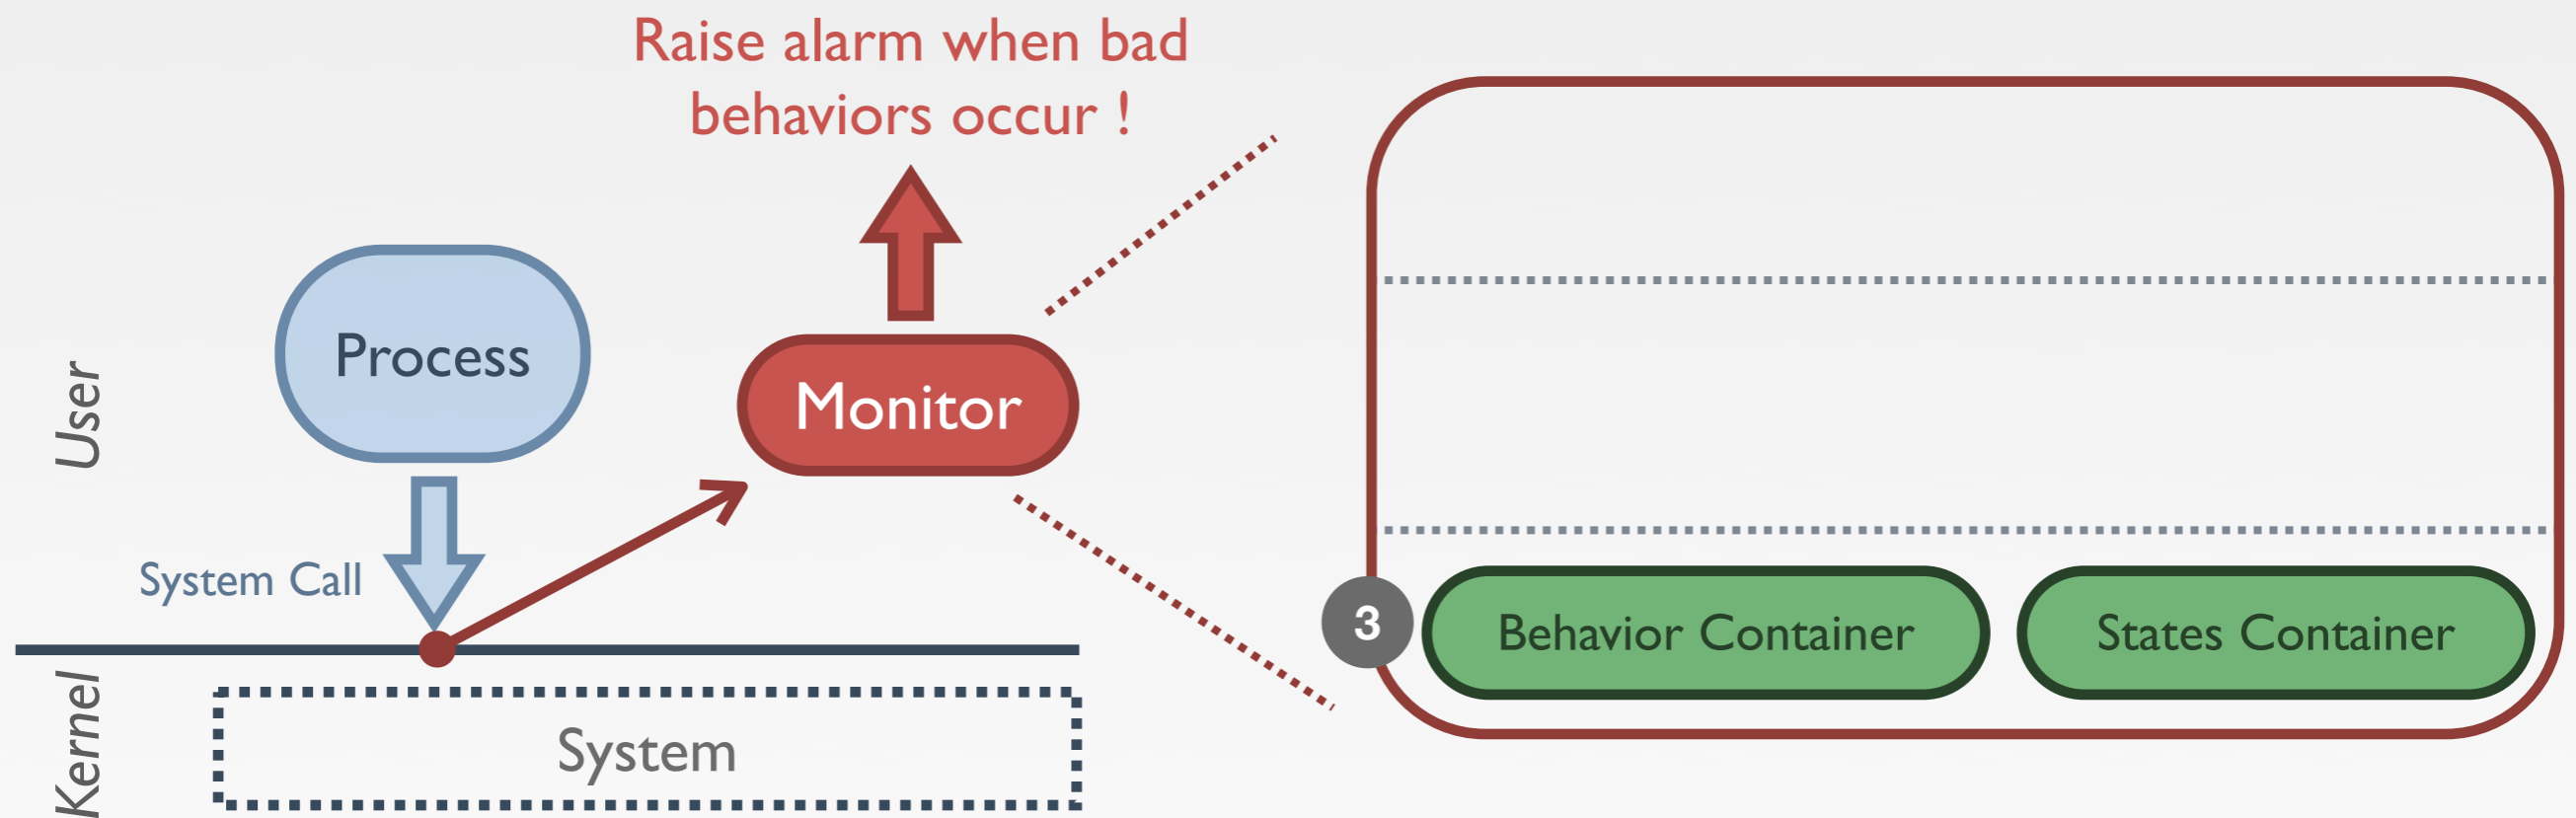 Raise alarm when bad
behaviors occur !
User
Process
Monitor
System Call
3
Behavior Container
States Container
Kernel
System